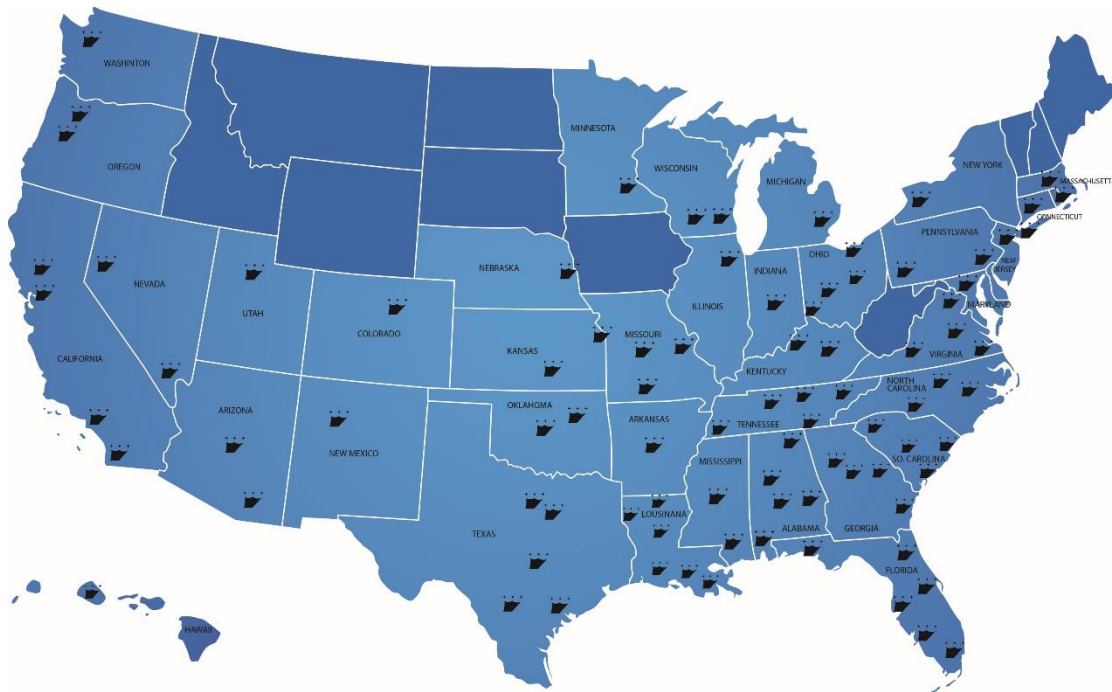 WASHINTON
OREGON
CALIFORNIA
NEVADA
UTAH
ARIZONA
COLORADO
NEW MEXICO
NEBRASKA
KANSAS
OKLAHOMA
TEXAS
MINNESOTA
WISCONSIN
MICHIGAN
ILLINOIS
INDIANA
OHIO
MISSOURI
KENTUCKY
ARKANSAS
TENNESSEE
MISSISSIPPI
LOUSINANA
ALABAMA
GEORGIA
FLORIDA
SO. CAROLINA
NORTH
CAROLINA
VIRGINIA
MARYLAND
PENNSYLVANIA
NEW
JERSEY
NEW YORK
CONNECTICUT
MASSACHUSETT
HAWAII